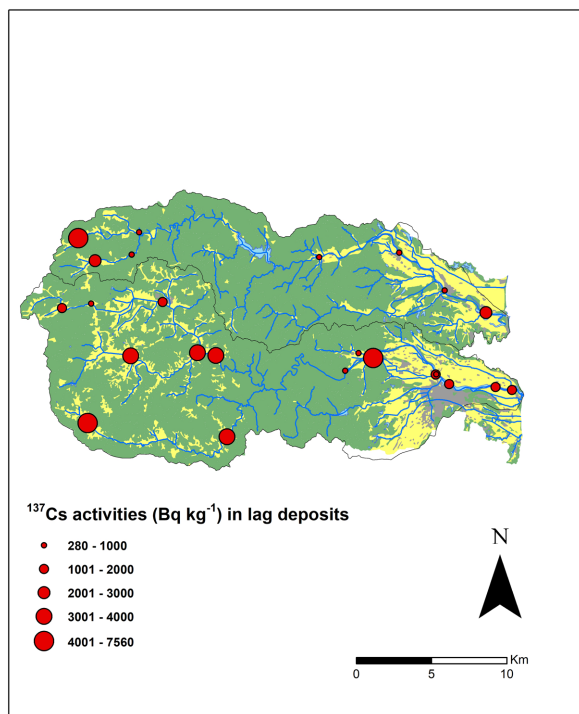 ¹³⁷Cs activities (Bq kg⁻¹) in lag deposits
280 - 1000
1001 - 2000
2001 - 3000
3001 - 4000
4001 - 7560
N
Km
0 5 10